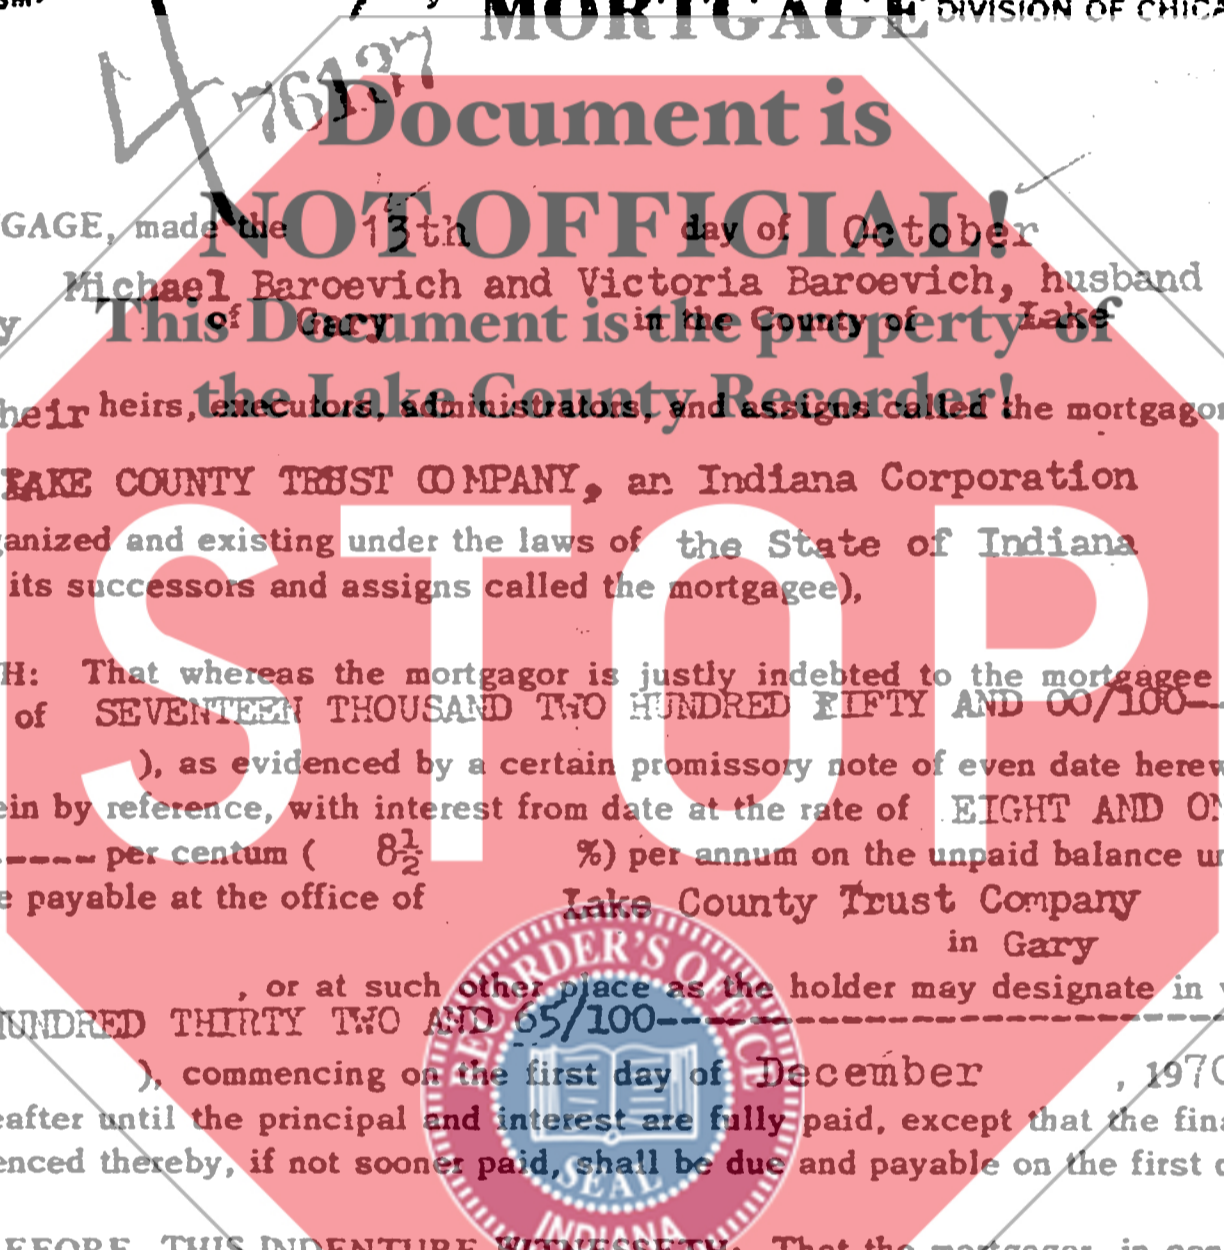 MORTGAGE
DIVISION OF CHICA
76137
Document is
NOT OFFICIAL!
This Document is the property of
the Lake County Recorder!
GAGE, made the 13th day of October
Michael Baroevich and Victoria Baroevich, husband
y of Gary in the County of Lake
heir heirs, executors, administrators, and assigns called the mortgagor
LAKE COUNTY TRUST COMPANY, an Indiana Corporation
ganized and existing under the laws of the State of Indiana
its successors and assigns called the mortgagee),
STOP
H: That whereas the mortgagor is justly indebted to the mortgagee
of SEVENTEEN THOUSAND TWO HUNDRED FIFTY AND 00/100--
), as evidenced by a certain promissory note of even date herew
ein by reference, with interest from date at the rate of EIGHT AND ON
----- per centum ( 8½ %) per annum on the unpaid balance un
e payable at the office of Lake County Trust Company
in Gary
, or at such other place as the holder may designate in w
HUNDRED THIRTY TWO AND 65/100--------------------
), commencing on the first day of December , 1970
eafter until the principal and interest are fully paid, except that the fina
enced thereby, if not sooner paid, shall be due and payable on the first d
RECORDER'S OFFICE
SEAL
INDIANA
EFORE, THIS INDENTURE WITNESSETH: That the mortgagor, in